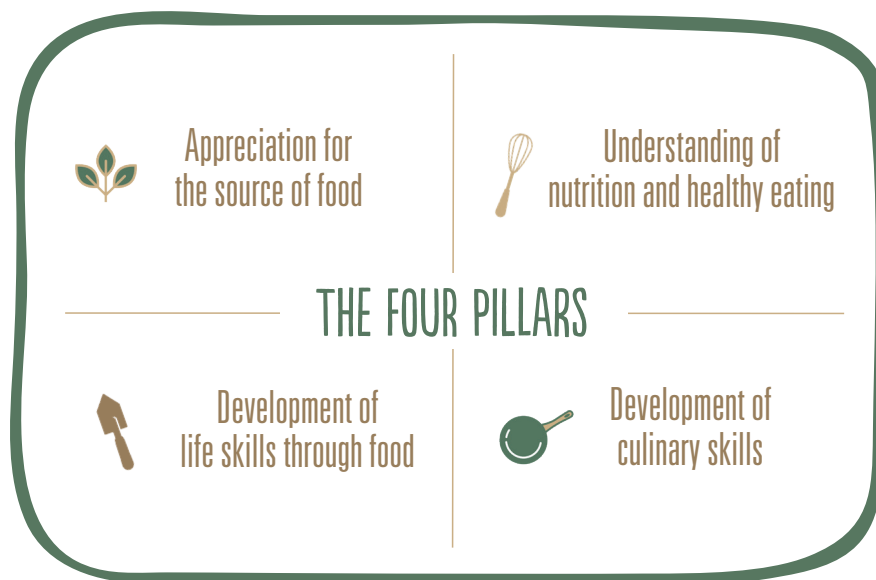 Appreciation for
the source of food
Understanding of
nutrition and healthy eating
THE FOUR PILLARS
Development of
life skills through food
Development of
culinary skills